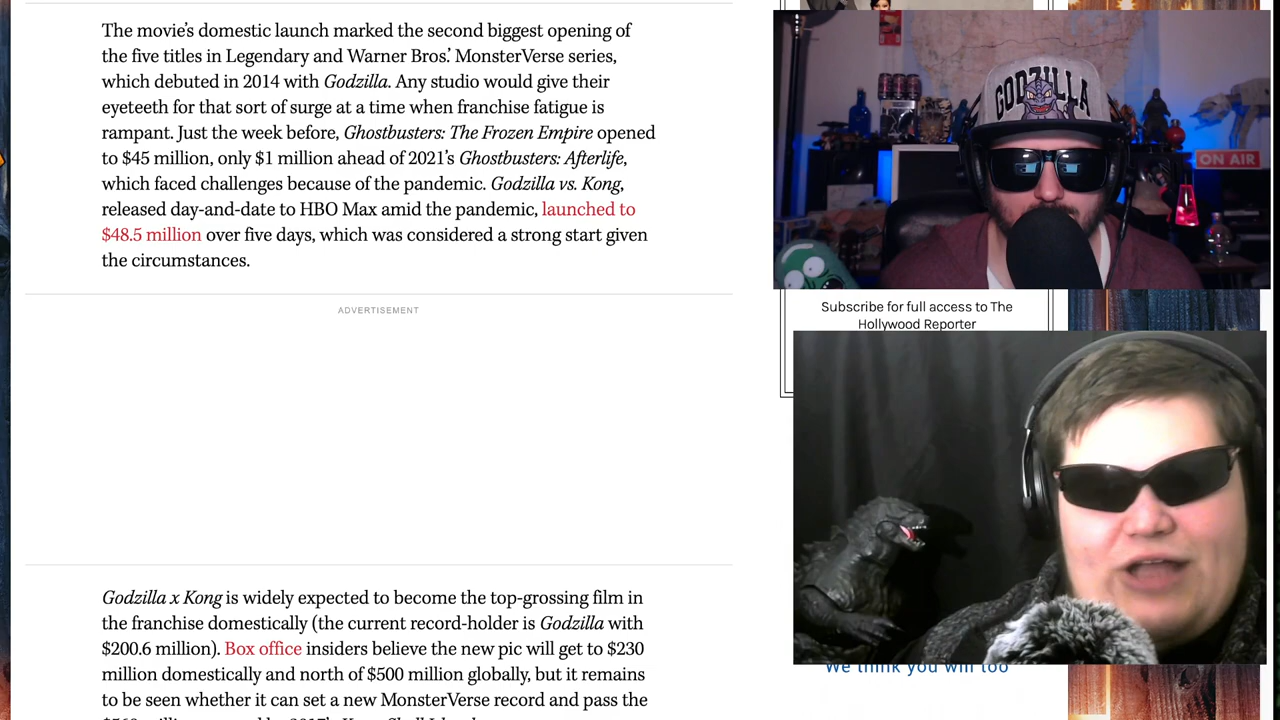 The movie's domestic launch marked the second biggest opening of
the five titles in Legendary and Warner Bros.' MonsterVerse series,
which debuted in 2014 with Godzilla. Any studio would give their
eyeteeth for that sort of surge at a time when franchise fatigue is
rampant. Just the week before, Ghostbusters: The Frozen Empire opened
to $45 million, only $1 million ahead of 2021's Ghostbusters: Afterlife,
which faced challenges because of the pandemic. Godzilla vs. Kong,
released day-and-date to HBO Max amid the pandemic, launched to
$48.5 million over five days, which was considered a strong start given
the circumstances.
ADVERTISEMENT
Godzilla x Kong is widely expected to become the top-grossing film in
the franchise domestically (the current record-holder is Godzilla with
$200.6 million). Box office insiders believe the new pic will get to $230
million domestically and north of $500 million globally, but it remains
to be seen whether it can set a new MonsterVerse record and pass the
GODZILLA
ON AIR
Subscribe for full access to The
Hollywood Reporter
We think you will too